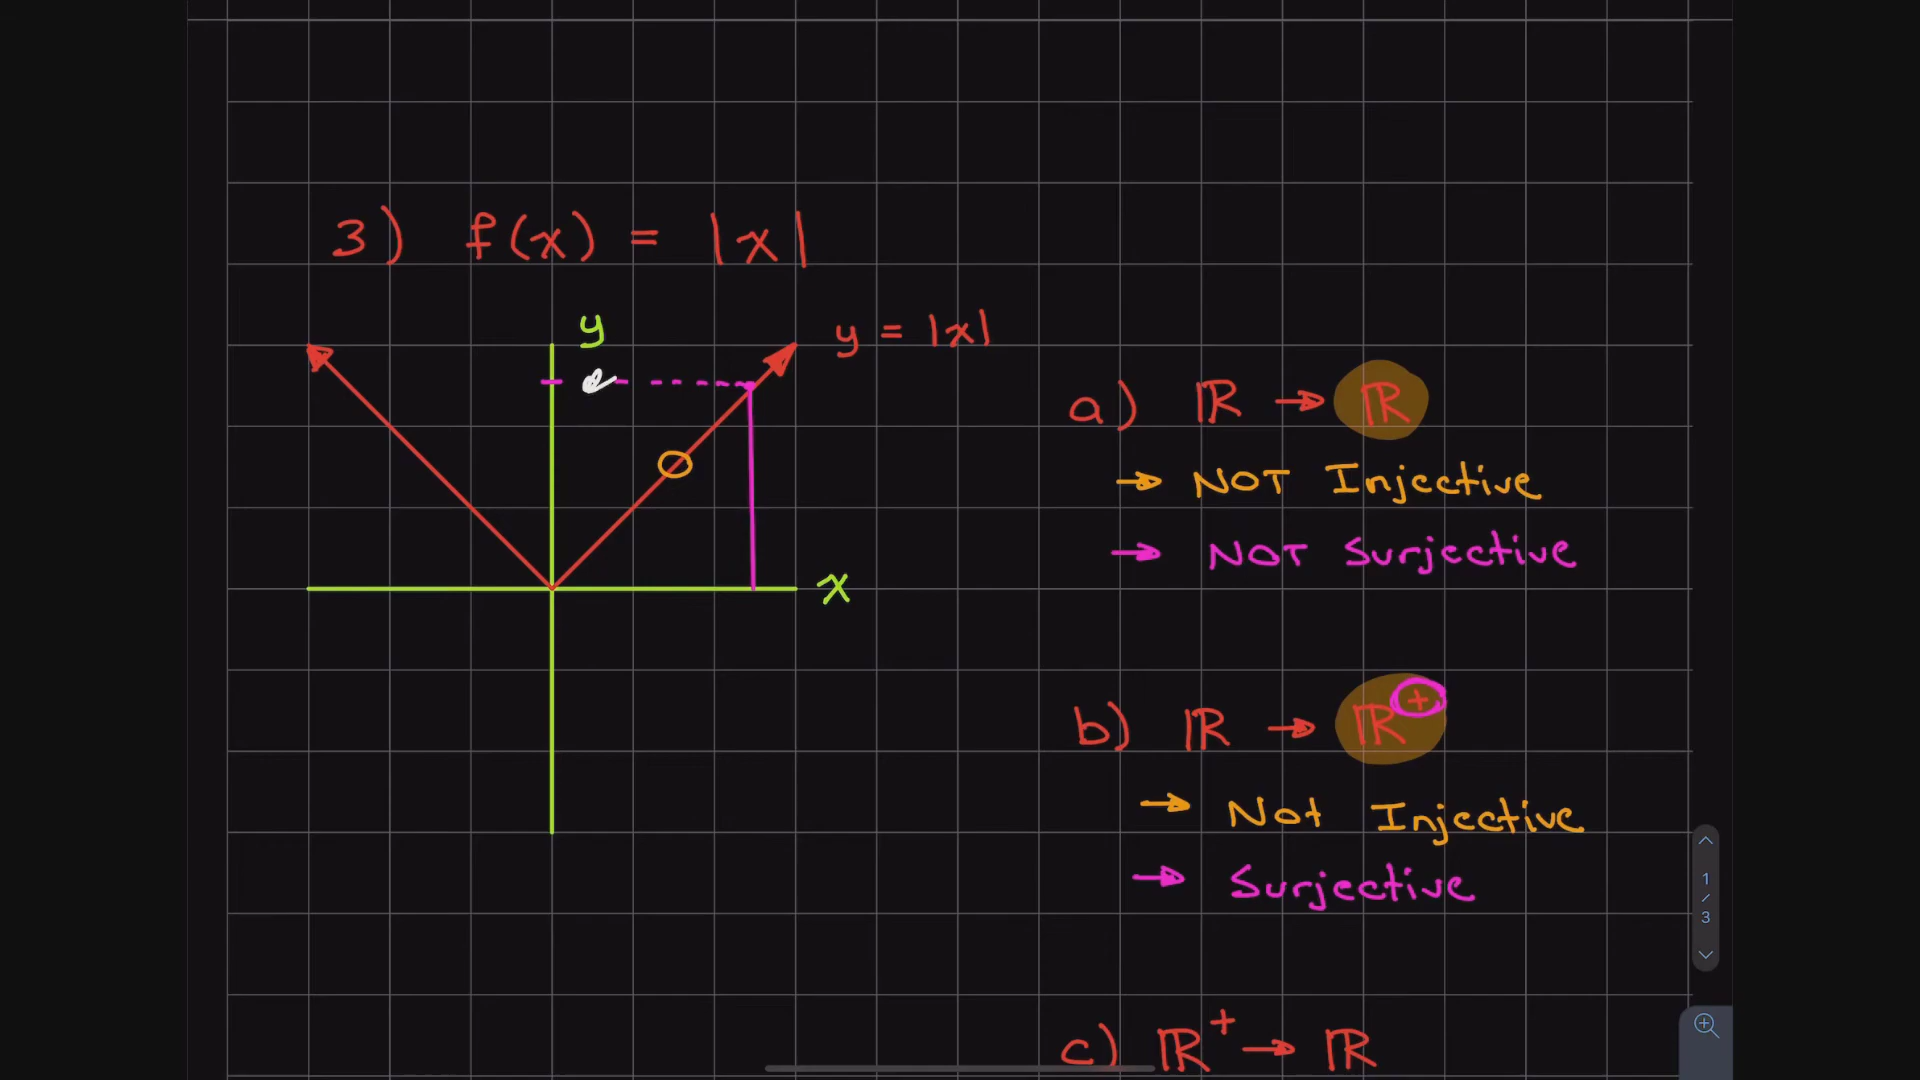 3) f(x) = |x|
y
y = |x|
x
a) ℝ → ℝ
→ NOT Injective
→ NOT Surjective
b) ℝ → ℝ⁺
→ Not Injective
→ Surjective
c) ℝ⁺ → ℝ
1
/
3